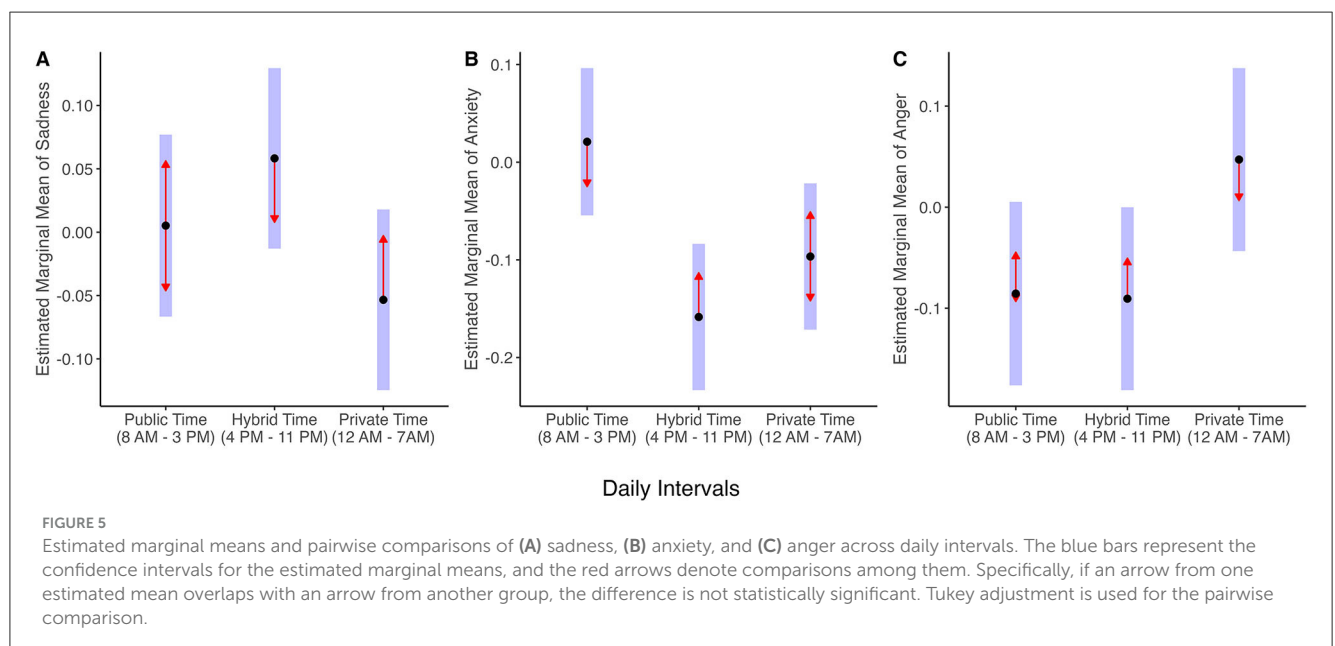 A
Estimated Marginal Mean of Sadness
0.10
0.05
0.00
-0.05
-0.10
Public Time
(8 AM - 3 PM)
Hybrid Time
(4 PM - 11 PM)
Private Time
(12 AM - 7AM)
B
Estimated Marginal Mean of Anxiety
0.1
0.0
-0.1
-0.2
Public Time
(8 AM - 3 PM)
Hybrid Time
(4 PM - 11 PM)
Private Time
(12 AM - 7AM)
C
Estimated Marginal Mean of Anger
0.1
0.0
-0.1
Public Time
(8 AM - 3 PM)
Hybrid Time
(4 PM - 11 PM)
Private Time
(12 AM - 7AM)
Daily Intervals
FIGURE 5
Estimated marginal means and pairwise comparisons of (A) sadness, (B) anxiety, and (C) anger across daily intervals. The blue bars represent the
confidence intervals for the estimated marginal means, and the red arrows denote comparisons among them. Specifically, if an arrow from one
estimated mean overlaps with an arrow from another group, the difference is not statistically significant. Tukey adjustment is used for the pairwise
comparison.